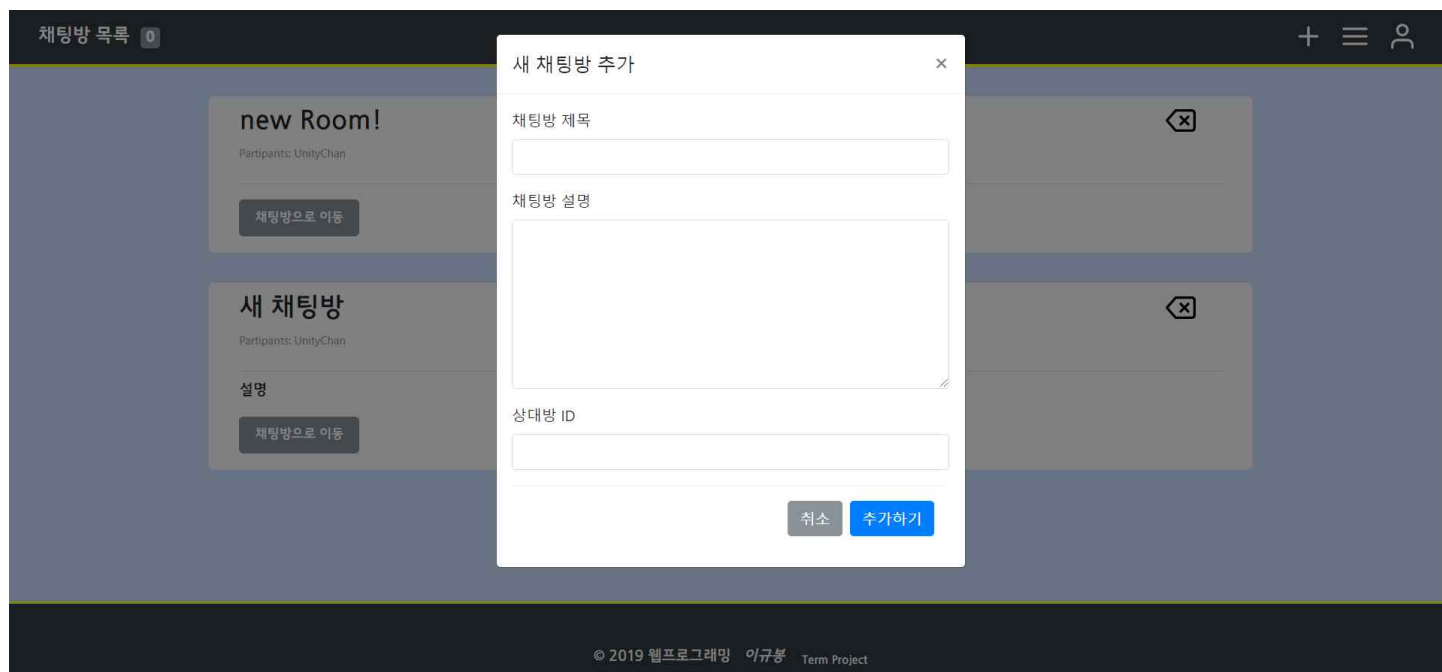 채팅방 목록 0
새 채팅방 추가 ×
채팅방 제목
채팅방 설명
상대방 ID
취소 추가하기
new Room!
Partipants: UnityChan
채팅방으로 이동
새 채팅방
Partipants: UnityChan
설명
채팅방으로 이동
© 2019 웹프로그래밍 이규봉 Term Project